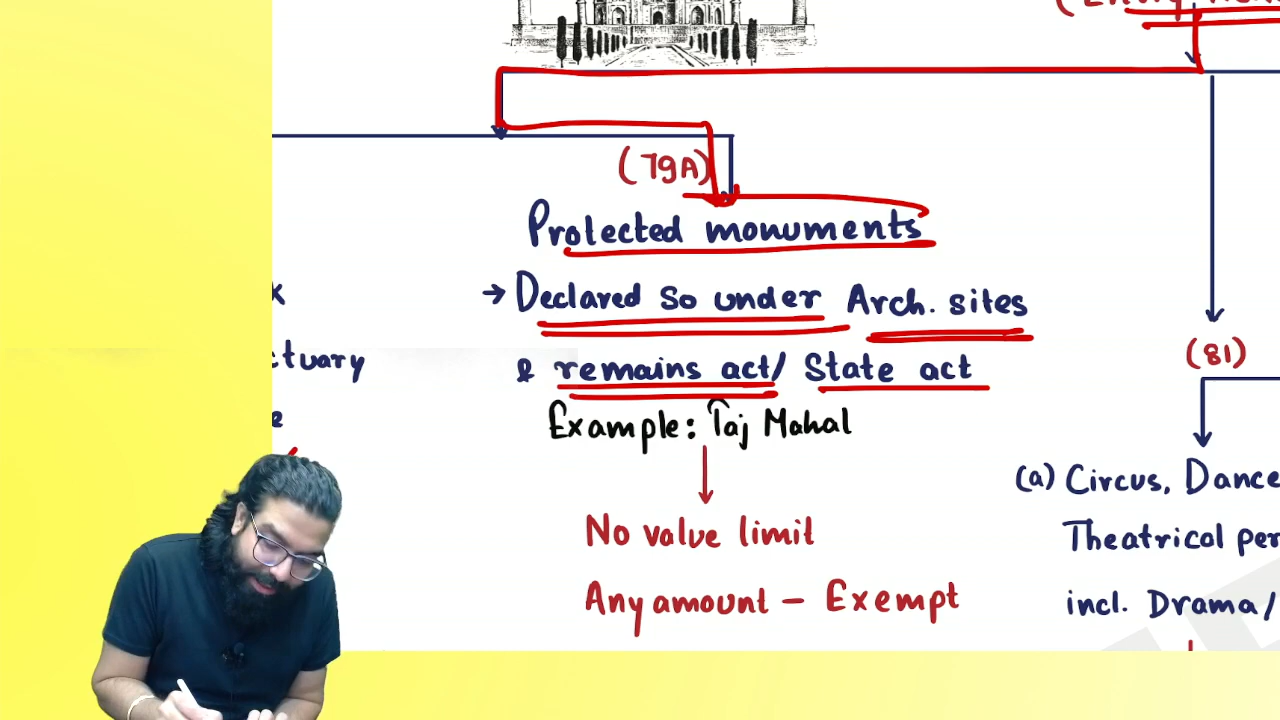 (79A)
Protected monuments
→ Declared so under Arch. sites
& remains act/ State act
Example: Taj Mahal
No value limit
Any amount – Exempt
(81)
(a) Circus, Dance
Theatrical per
incl. Drama/
x
ctuary
e